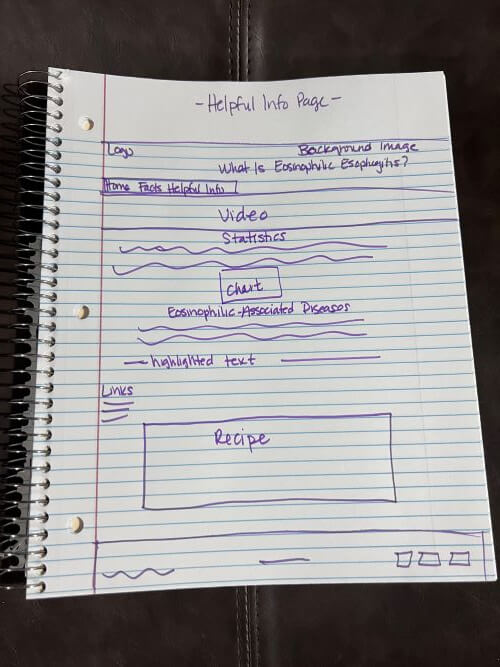 - Helpful Info Page -
Logo Background Image
What Is Eosinophilic Esophagitis?
Home Facts Helpful Info
Video
Statistics
Chart
Eosinophilic-Associated Diseases
highlighted text
Links
Recipe